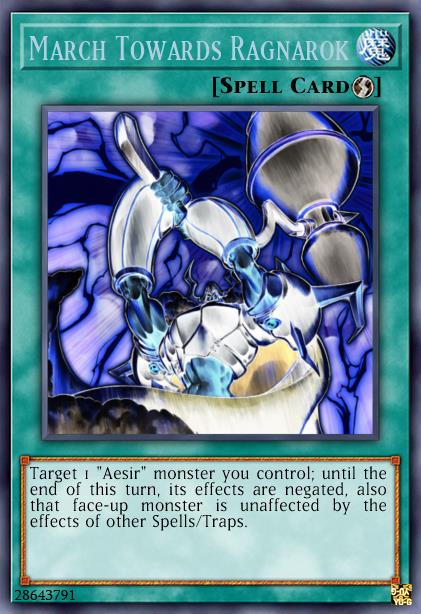 MARCH TOWARDS RAGNAROK 魔
[SPELL CARD]
Target 1 "Aesir" monster you control; until the
end of this turn, its effects are negated, also
that face-up monster is unaffected by the
effects of other Spells/Traps.
28643791